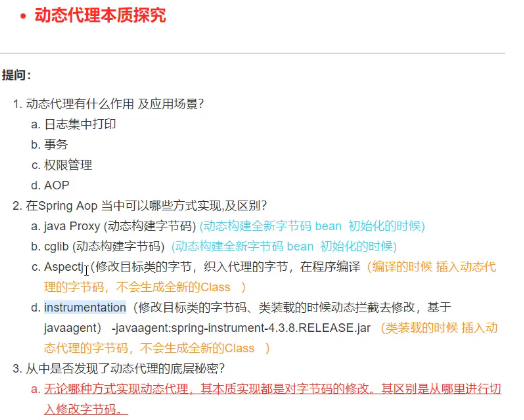 • 动态代理本质探究
提问：
1. 动态代理有什么作用 及应用场景？
a. 日志集中打印
b. 事务
c. 权限管理
d. AOP
2. 在Spring Aop 当中可以哪些方式实现,及区别？
a. java Proxy (动态构建字节码) (动态构建全新字节码 bean 初始化的时候)
b. cglib (动态构建字节码) （动态构建全新字节码 bean 初始化的时候)
c. Aspectj（修改目标类的字节，织入代理的字节，在程序编译（编译的时候 插入动态代
理的字节码，不会生成全新的Class ）
d. instrumentation（修改目标类的字节码、类装载的时候动态拦截去修改，基于
javaagent） -javaagent:spring-instrument-4.3.8.RELEASE.jar （类装载的时候 插入动
态代理的字节码，不会生成全新的Class ）
3. 从中是否发现了动态代理的底层秘密？
a. 无论哪种方式实现动态代理，其本质实现都是对字节码的修改。其区别是从哪里进行切
入修改字节码。